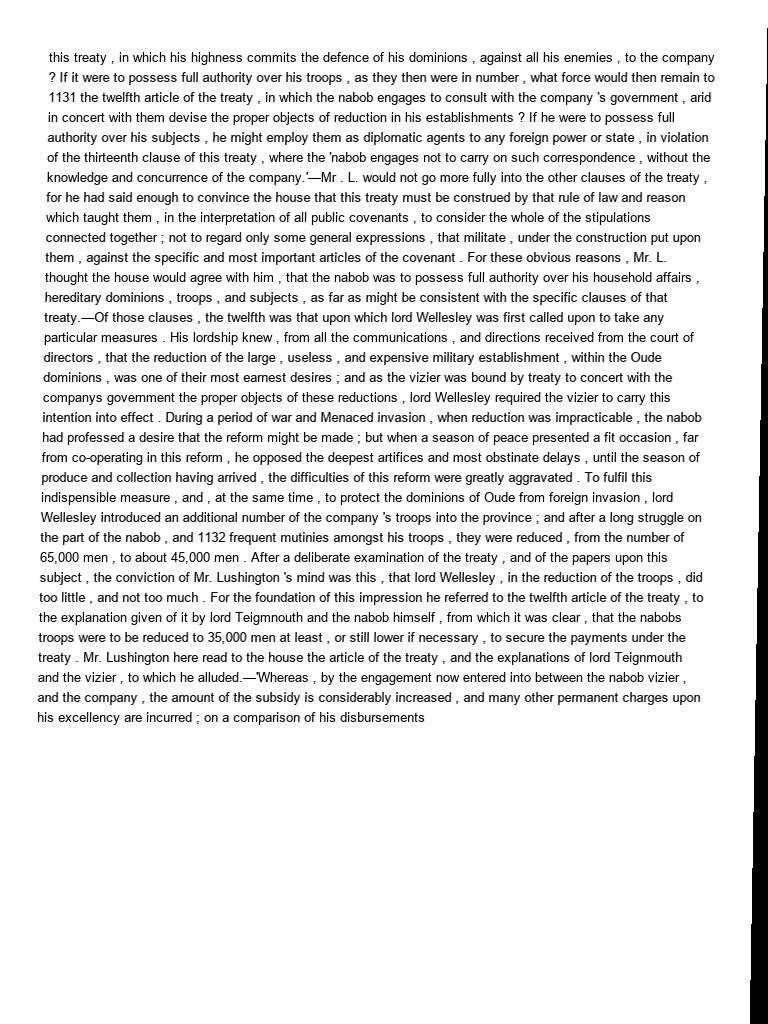 this treaty , in which his highness commits the defence of his dominions , against all his enemies , to the company
? If it were to possess full authority over his troops , as they then were in number , what force would then remain to
1131 the twelfth article of the treaty , in which the nabob engages to consult with the company 's government , arid
in concert with them devise the proper objects of reduction in his establishments ? If he were to possess full
authority over his subjects , he might employ them as diplomatic agents to any foreign power or state , in violation
of the thirteenth clause of this treaty , where the 'nabob engages not to carry on such correspondence , without the
knowledge and concurrence of the company.'—Mr . L. would not go more fully into the other clauses of the treaty ,
for he had said enough to convince the house that this treaty must be construed by that rule of law and reason
which taught them , in the interpretation of all public covenants , to consider the whole of the stipulations
connected together ; not to regard only some general expressions , that militate , under the construction put upon
them , against the specific and most important articles of the covenant . For these obvious reasons , Mr. L.
thought the house would agree with him , that the nabob was to possess full authority over his household affairs ,
hereditary dominions , troops , and subjects , as far as might be consistent with the specific clauses of that
treaty.—Of those clauses , the twelfth was that upon which lord Wellesley was first called upon to take any
particular measures . His lordship knew , from all the communications , and directions received from the court of
directors , that the reduction of the large , useless , and expensive military establishment , within the Oude
dominions , was one of their most earnest desires ; and as the vizier was bound by treaty to concert with the
companys government the proper objects of these reductions , lord Wellesley required the vizier to carry this
intention into effect . During a period of war and Menaced invasion , when reduction was impracticable , the nabob
had professed a desire that the reform might be made ; but when a season of peace presented a fit occasion , far
from co-operating in this reform , he opposed the deepest artifices and most obstinate delays , until the season of
produce and collection having arrived , the difficulties of this reform were greatly aggravated . To fulfil this
indispensible measure , and , at the same time , to protect the dominions of Oude from foreign invasion , lord
Wellesley introduced an additional number of the company 's troops into the province ; and after a long struggle on
the part of the nabob , and 1132 frequent mutinies amongst his troops , they were reduced , from the number of
65,000 men , to about 45,000 men . After a deliberate examination of the treaty , and of the papers upon this
subject , the conviction of Mr. Lushington 's mind was this , that lord Wellesley , in the reduction of the troops , did
too little , and not too much . For the foundation of this impression he referred to the twelfth article of the treaty , to
the explanation given of it by lord Teigmnouth and the nabob himself , from which it was clear , that the nabobs
troops were to be reduced to 35,000 men at least , or still lower if necessary , to secure the payments under the
treaty . Mr. Lushington here read to the house the article of the treaty , and the explanations of lord Teignmouth
and the vizier , to which he alluded.—'Whereas , by the engagement now entered into between the nabob vizier ,
and the company , the amount of the subsidy is considerably increased , and many other permanent charges upon
his excellency are incurred ; on a comparison of his disbursements